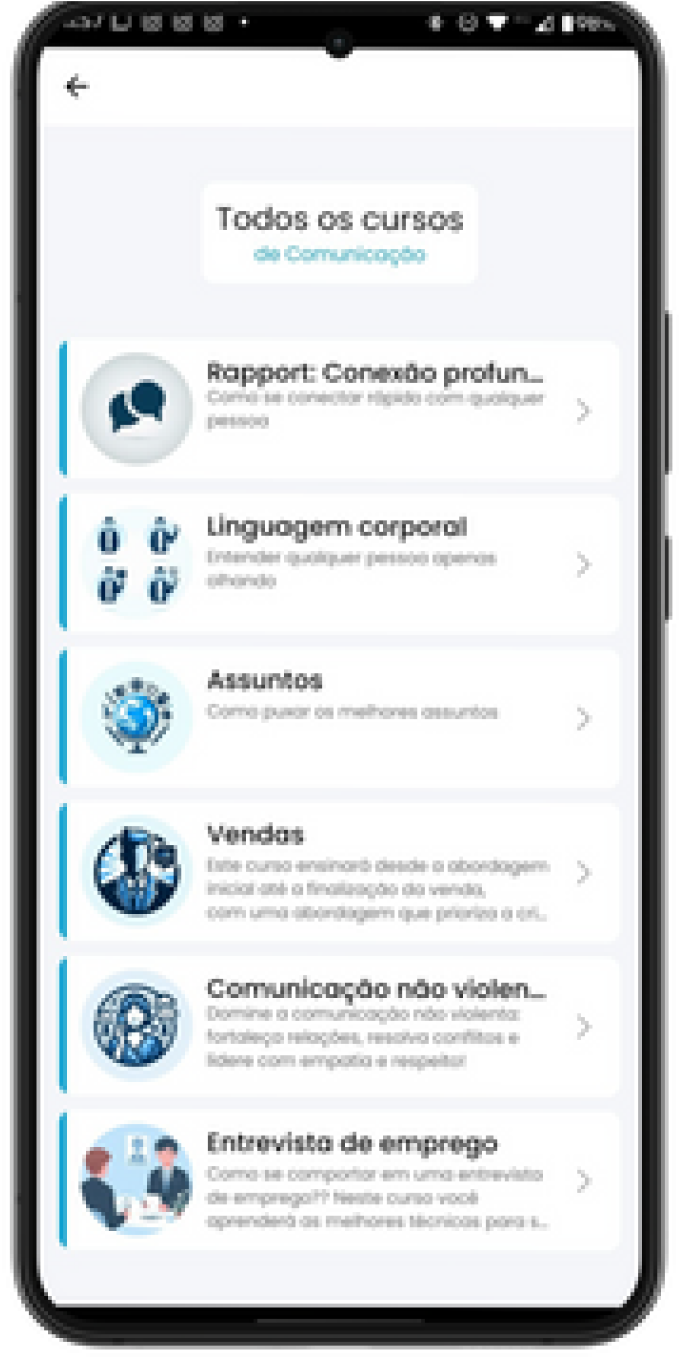 98%
Todos os cursos
de Comunicação
Rapport: Conexão profun...
Como se conectar rápido com qualquer
pessoa
Linguagem corporal
Entender qualquer pessoa apenas
olhando
Assuntos
Como puxar os melhores assuntos
Vendas
Este curso ensinará desde a abordagem
inicial até a finalização da venda,
com uma abordagem que prioriza a cri...
Comunicação não violen...
Domine a comunicação não violenta:
fortaleça relações, resolva conflitos e
lidere com empatia e respeito!
Entrevista de emprego
Como se comportar em uma entrevista
de emprego?? Neste curso você
aprenderá as melhores técnicas para s...